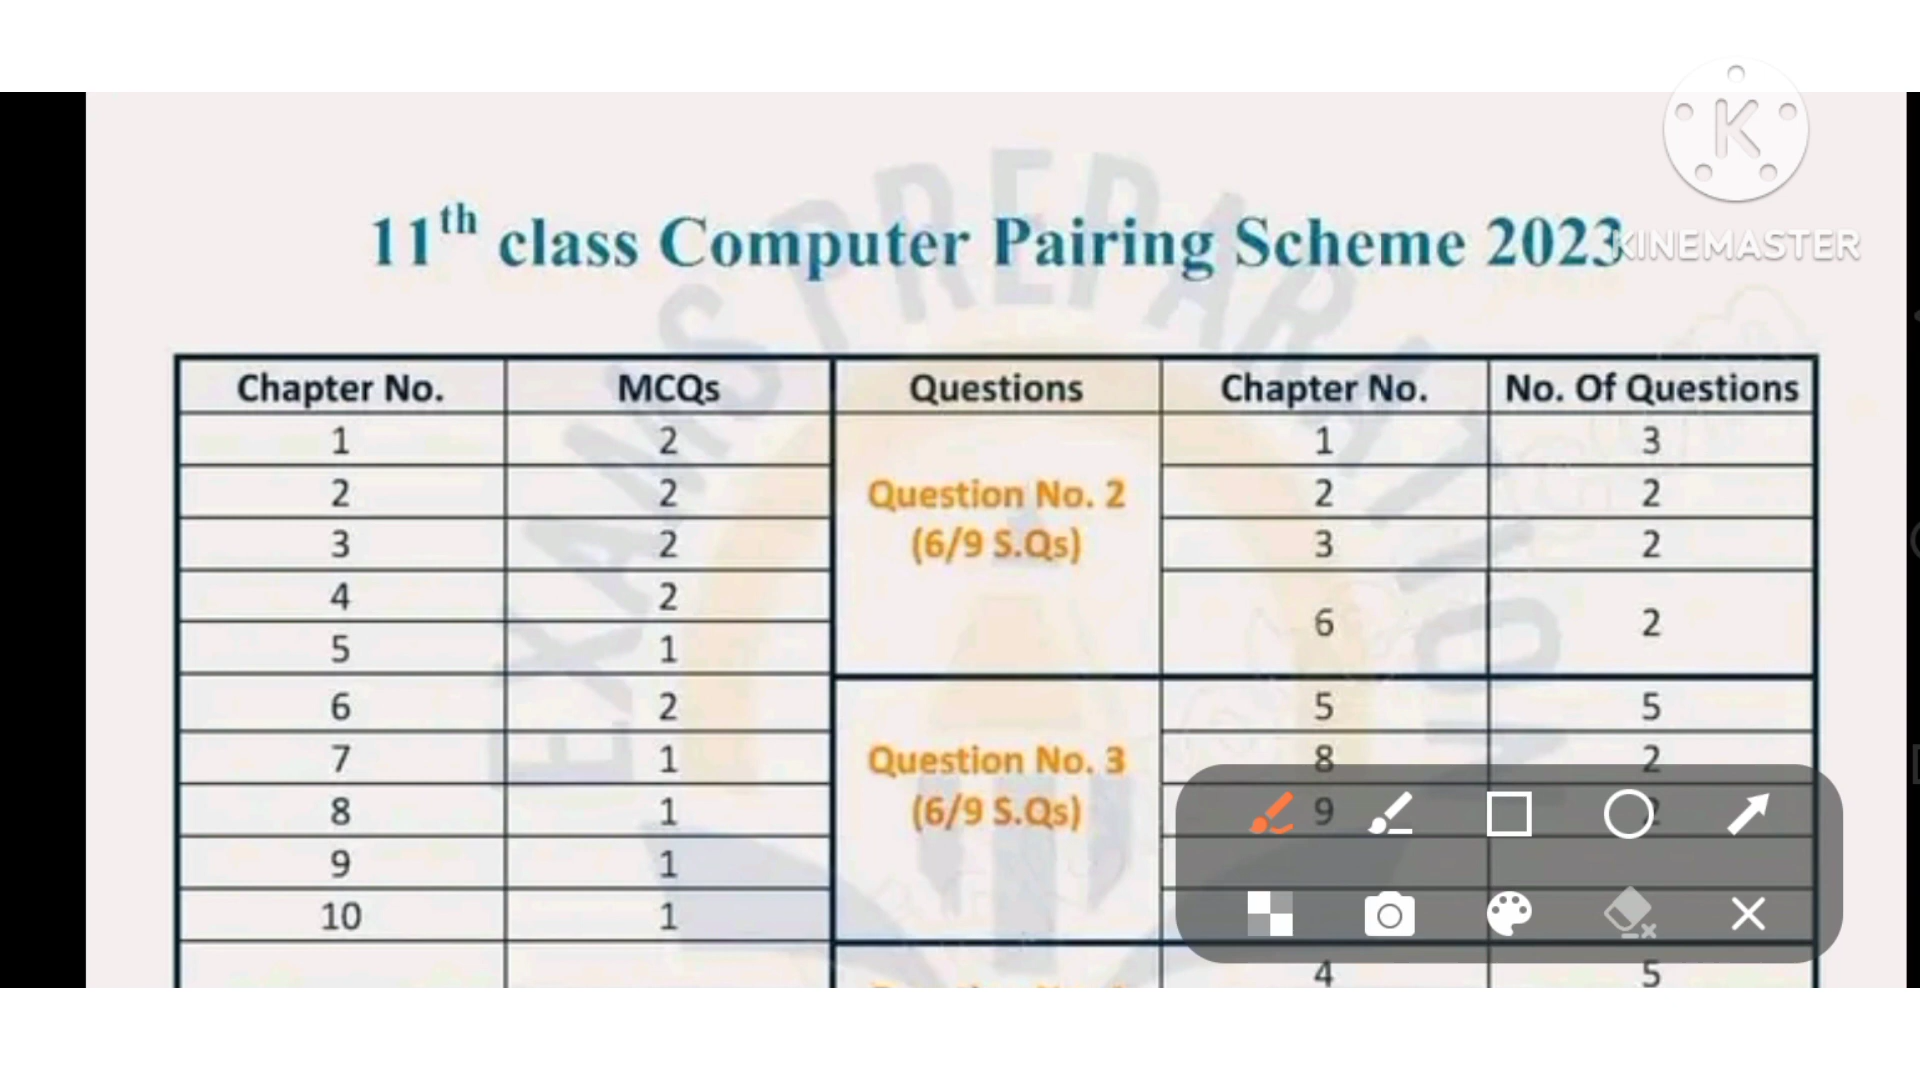 K
KINEMASTER
EXAMS PREPARATION
11th class Computer Pairing Scheme 2023
Chapter No. MCQs Questions Chapter No. No. Of Questions
1 2 1 3
2 2 Question No. 2 2 2
3 2 (6/9 S.Qs) 3 2
4 2
6 2
5 1
6 2 5 5
7 1 Question No. 3 8 2
8 1 (6/9 S.Qs) 9 2
9 1
10 1
4 5